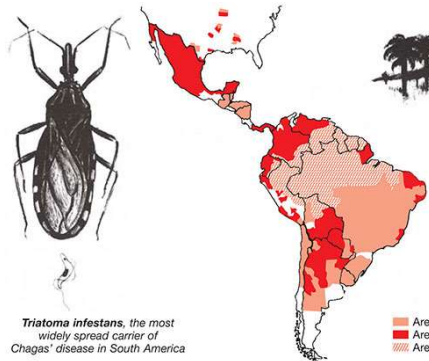 Triatoma infestans, the most
widely spread carrier of
Chagas' disease in South America
Are
Are
Are